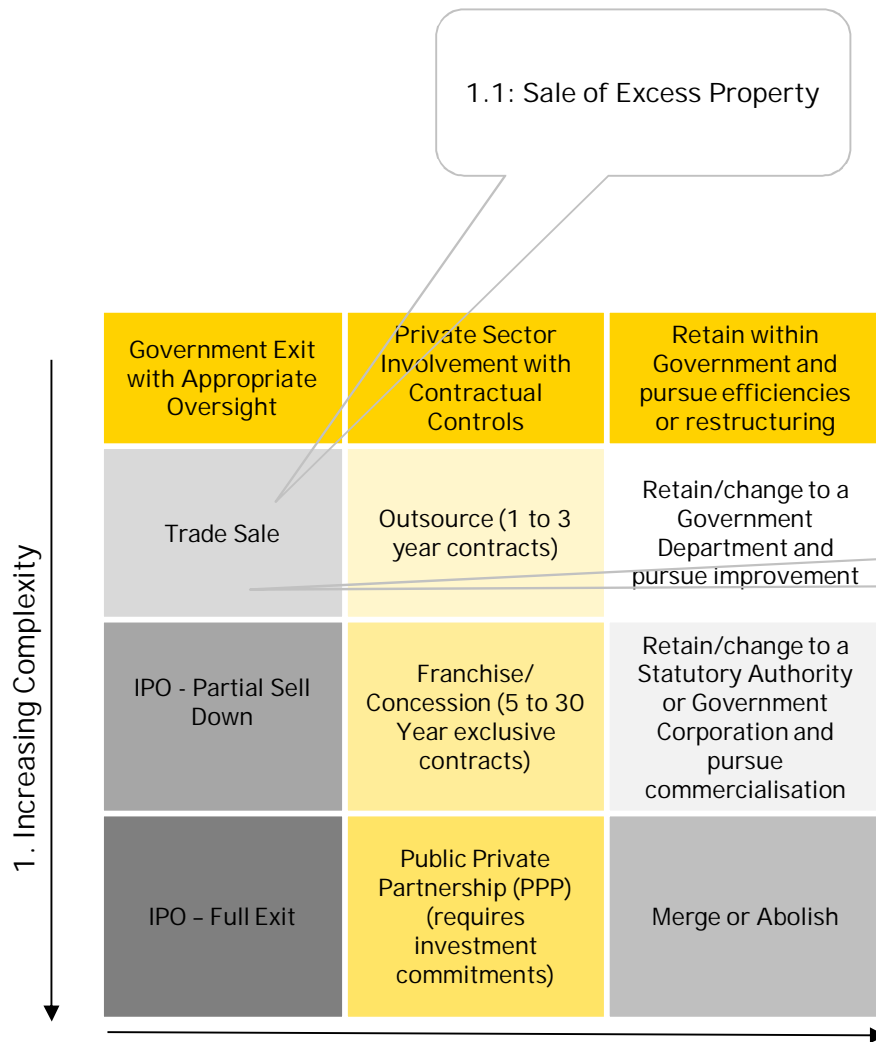 1.1: Sale of Excess Property
Government Exit
with Appropriate
Oversight
Private Sector
Involvement with
Contractual
Controls
Retain within
Government and
pursue efficiencies
or restructuring
1. Increasing Complexity
Trade Sale
Outsource (1 to 3
year contracts)
Retain/change to a
Government
Department and
pursue improvement
IPO - Partial Sell
Down
Franchise/
Concession (5 to 30
Year exclusive
contracts)
Retain/change to a
Statutory Authority
or Government
Corporation and
pursue
commercialisation
IPO – Full Exit
Public Private
Partnership (PPP)
(requires
investment
commitments)
Merge or Abolish